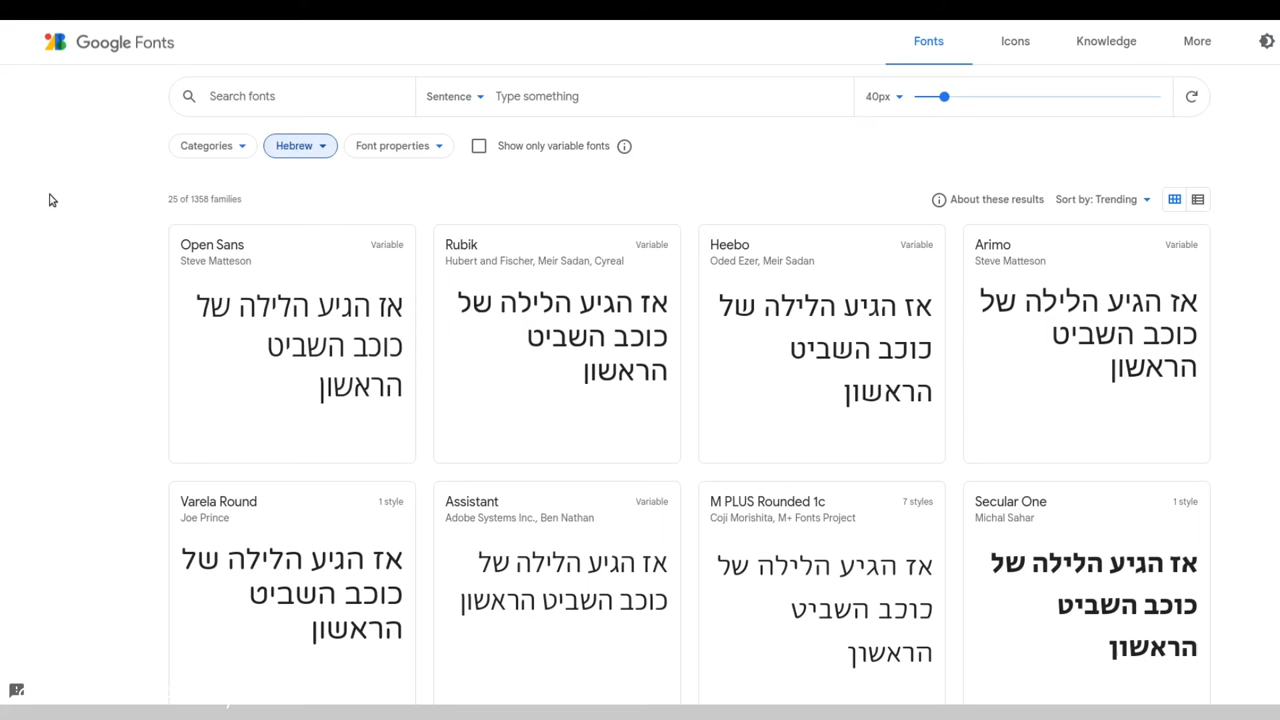 Google Fonts
Fonts
Icons
Knowledge
More
Search fonts
Sentence
Type something
40px
Categories
Hebrew
Font properties
Show only variable fonts
25 of 1358 families
About these results
Sort by: Trending
Open Sans
Variable
Steve Matteson
אז הגיע הלילה של
כוכב השביט
הראשון
Rubik
Variable
Hubert and Fischer, Meir Sadan, Cyreal
אז הגיע הלילה של
כוכב השביט
הראשון
Heebo
Variable
Oded Ezer, Meir Sadan
אז הגיע הלילה של
כוכב השביט
הראשון
Arimo
Variable
Steve Matteson
אז הגיע הלילה של
כוכב השביט
הראשון
Varela Round
1 style
Joe Prince
אז הגיע הלילה של
כוכב השביט
הראשון
Assistant
Variable
Adobe Systems Inc., Ben Nathan
אז הגיע הלילה של
כוכב השביט הראשון
M PLUS Rounded 1c
7 styles
Coji Morishita, M+ Fonts Project
אז הגיע הלילה של
כוכב השביט
הראשון
Secular One
1 style
Michal Sahar
אז הגיע הלילה של
כוכב השביט
הראשון